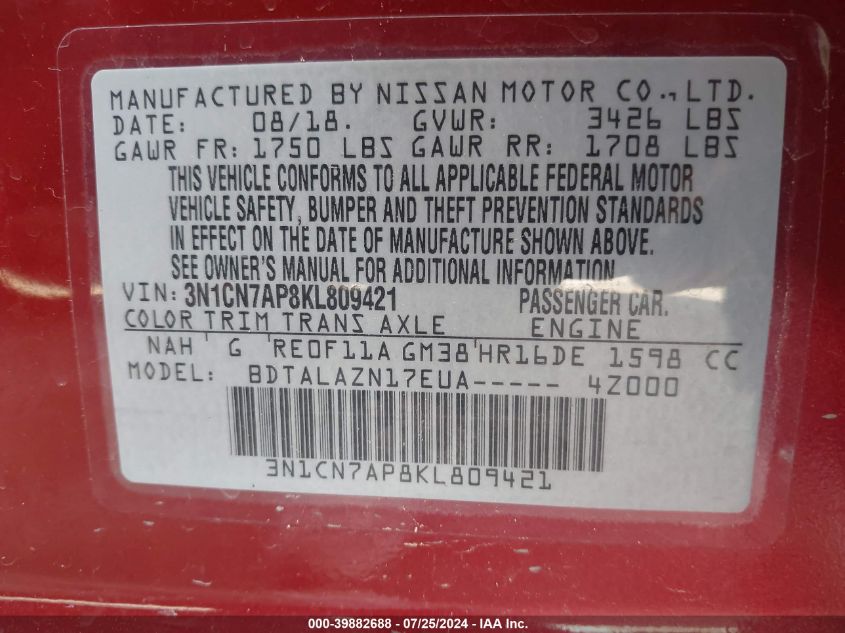 MANUFACTURED BY NISSAN MOTOR CO., LTD.
DATE: 08/18. GVWR: 3426 LBS
GAWR FR: 1750 LBS GAWR RR: 1708 LBS
THIS VEHICLE CONFORMS TO ALL APPLICABLE FEDERAL MOTOR
VEHICLE SAFETY, BUMPER AND THEFT PREVENTION STANDARDS
IN EFFECT ON THE DATE OF MANUFACTURE SHOWN ABOVE.
SEE OWNER'S MANUAL FOR ADDITIONAL INFORMATION
VIN: 3N1CN7AP8KL809421 PASSENGER CAR.
COLOR TRIM TRANS AXLE ENGINE
NAH G RE0F11A GM38 HR16DE 1598 CC
MODEL: BDTALAZN17EUA----- 4Z000
3N1CN7AP8KL809421
000-39882688 - 07/25/2024 - IAA Inc.